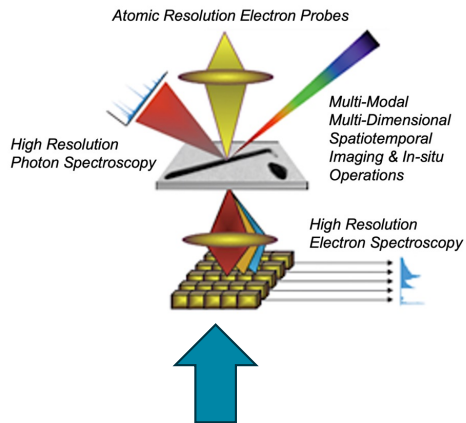 Atomic Resolution Electron Probes
High Resolution
Photon Spectroscopy
Multi-Modal
Multi-Dimensional
Spatiotemporal
Imaging & In-situ
Operations
High Resolution
Electron Spectroscopy